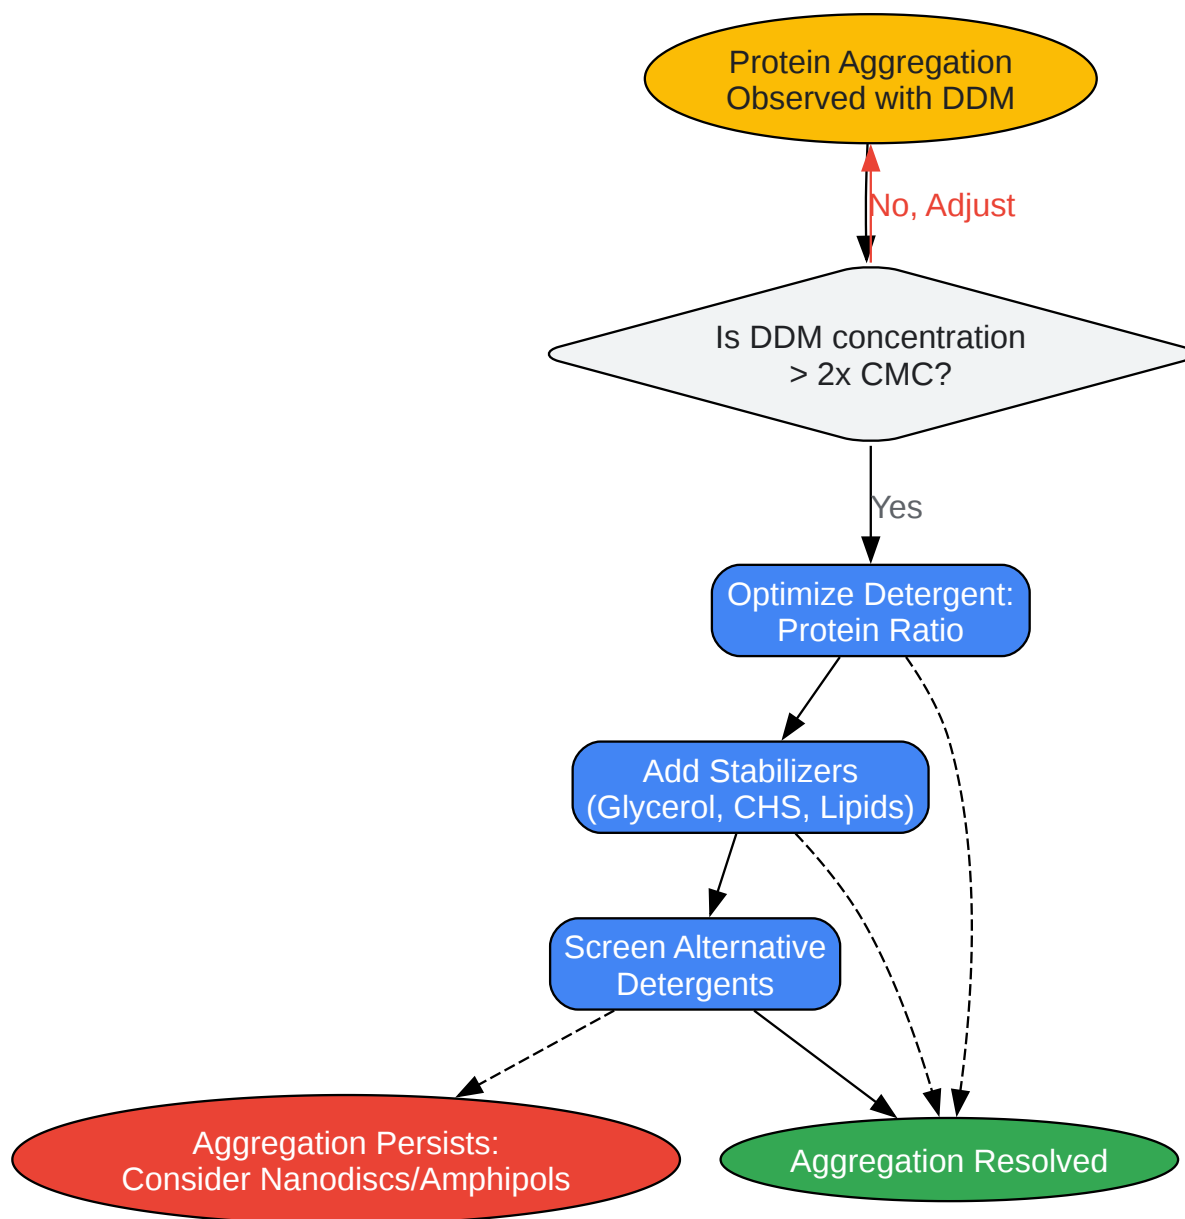 Protein Aggregation
Observed with DDM
No, Adjust
Is DDM concentration
> 2x CMC?
Yes
Optimize Detergent:
Protein Ratio
Add Stabilizers
(Glycerol, CHS, Lipids)
Screen Alternative
Detergents
Aggregation Persists:
Consider Nanodiscs/Amphipols
Aggregation Resolved